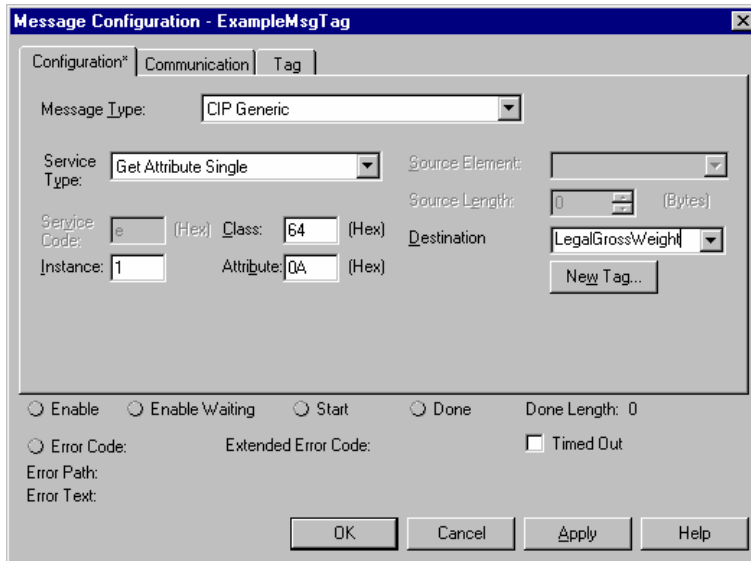 Message Configuration - ExampleMsgTag
Configuration* Communication Tag
Message Type: CIP Generic
Service Type: Get Attribute Single
Source Element:
Source Length: 0 (Bytes)
Service Code: e (Hex) Class: 64 (Hex)
Destination LegalGrossWeight
Instance: 1 Attribute: 0A (Hex)
New Tag...
Enable Enable Waiting Start Done Done Length: 0
Error Code: Extended Error Code: Timed Out
Error Path:
Error Text:
OK Cancel Apply Help